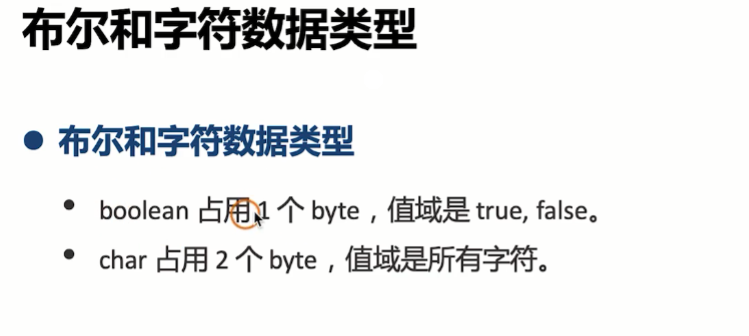 布尔和字符数据类型
布尔和字符数据类型
boolean 占用 1 个 byte，值域是 true, false。
char 占用 2 个 byte，值域是所有字符。